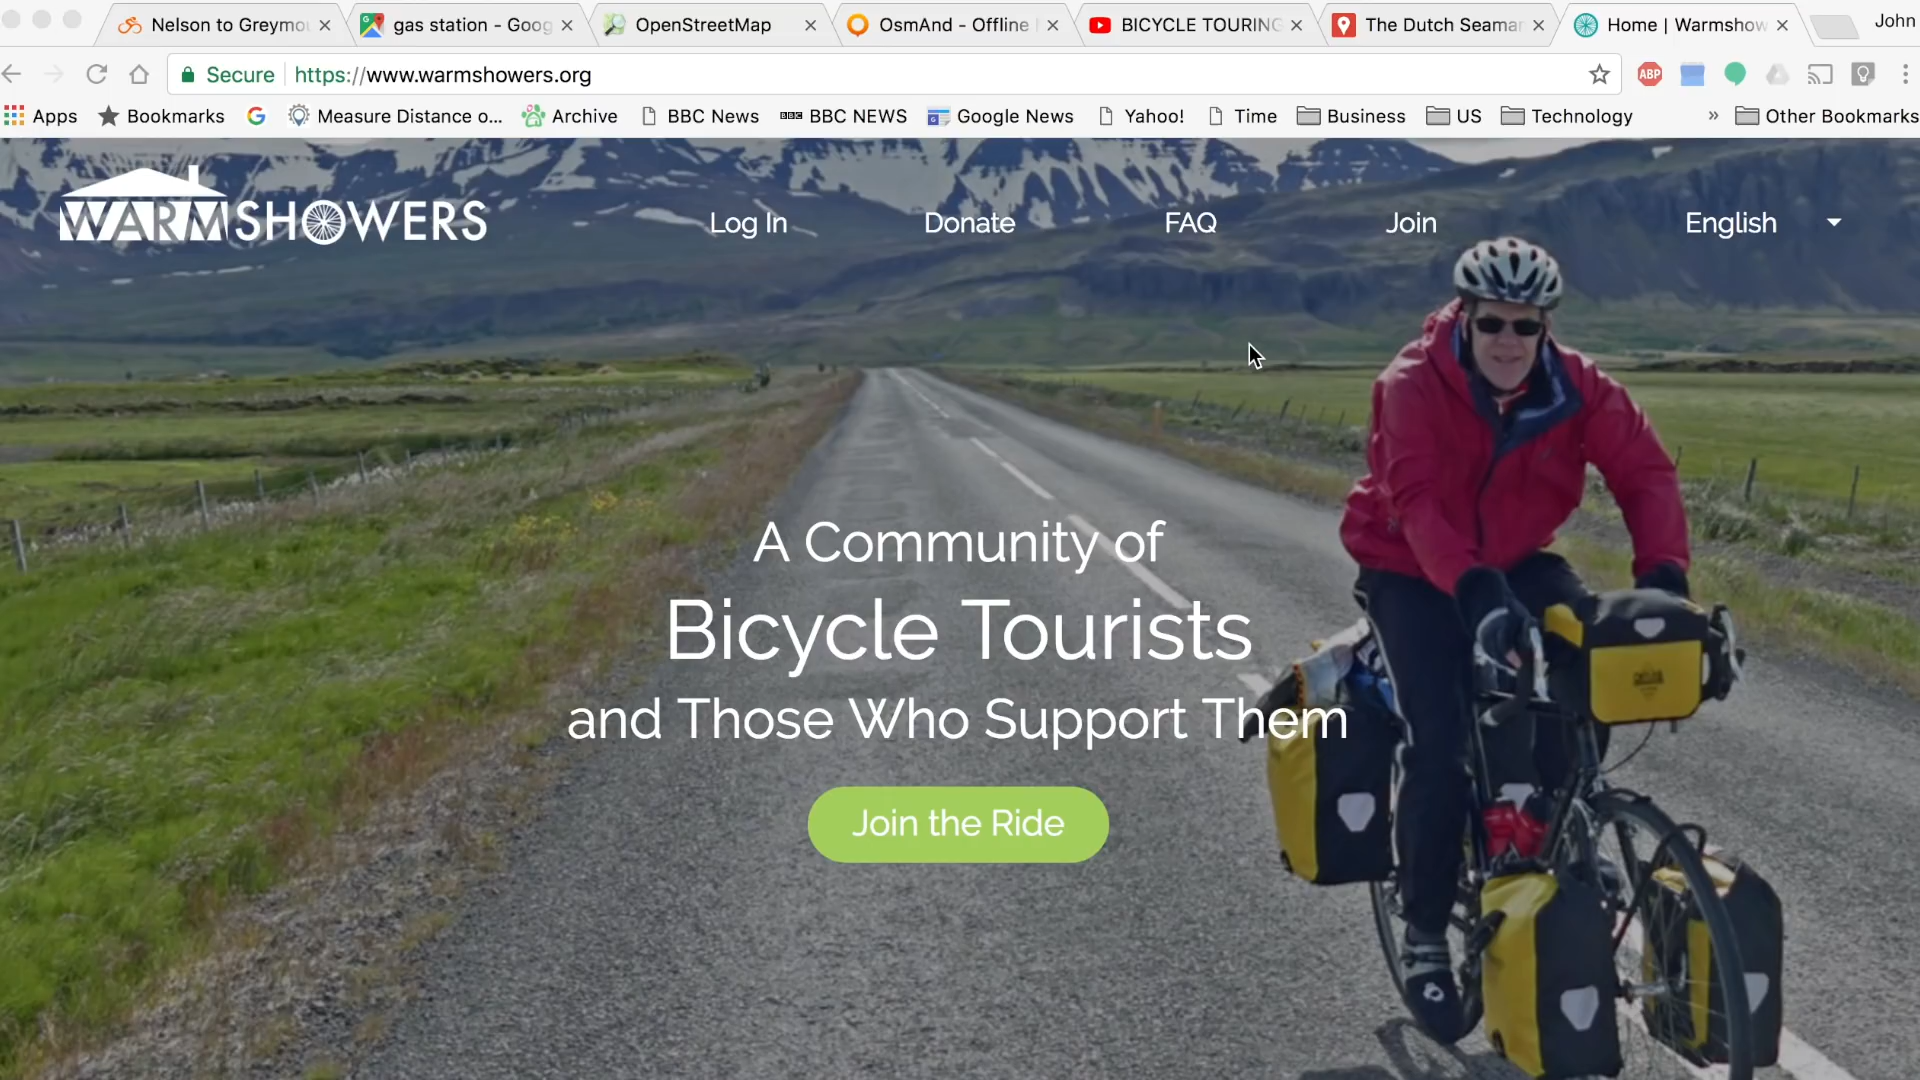 Nelson to Greymo
gas station - Goog
OpenStreetMap
OsmAnd - Offline
BICYCLE TOURING
The Dutch Seaman
Home | Warmshow
John
Secure
https://www.warmshowers.org
ABP
Apps
Bookmarks
Measure Distance o...
Archive
BBC News
BBC
BBC NEWS
Google News
Yahoo!
Time
Business
US
Technology
»
Other Bookmarks
WARMSHOWERS
Log In
Donate
FAQ
Join
English
A Community of
Bicycle Tourists
and Those Who Support Them
Join the Ride